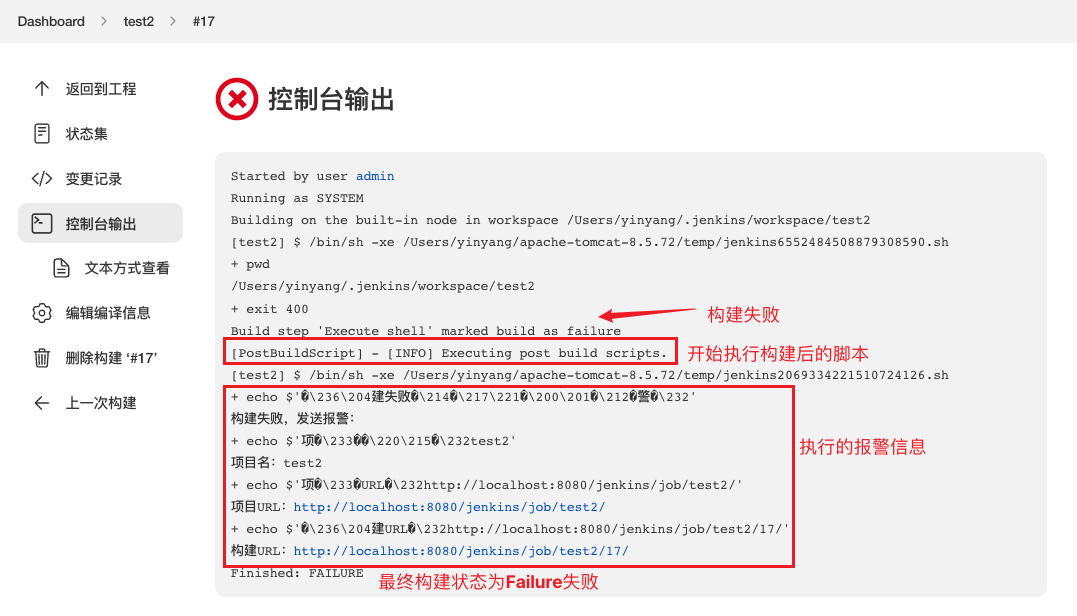 Dashboard > test2 > #17
返回到工程
状态集
变更记录
控制台输出
文本方式查看
编辑编译信息
删除构建 ‘#17’
上一次构建
控制台输出
Started by user admin
Running as SYSTEM
Building on the built-in node in workspace /Users/yinyang/.jenkins/workspace/test2
[test2] $ /bin/sh -xe /Users/yinyang/apache-tomcat-8.5.72/temp/jenkins6552484508879308590.sh
+ pwd
/Users/yinyang/.jenkins/workspace/test2
+ exit 400
构建失败
Build step 'Execute shell' marked build as failure
[PostBuildScript] - [INFO] Executing post build scripts.
开始执行构建后的脚本
[test2] $ /bin/sh -xe /Users/yinyang/apache-tomcat-8.5.72/temp/jenkins2069334221510724126.sh
+ echo $'�\236\204建失败�\214�\217\221�\200\201�\212�警�\232'
构建失败，发送报警：
+ echo $'项�\233��\220\215�\232test2'
项目名：test2
执行的报警信息
+ echo $'项�\233�URL�\232http://localhost:8080/jenkins/job/test2/'
项目URL：http://localhost:8080/jenkins/job/test2/
+ echo $'�\236\204建URL�\232http://localhost:8080/jenkins/job/test2/17/'
构建URL：http://localhost:8080/jenkins/job/test2/17/
Finished: FAILURE
最终构建状态为Failure失败